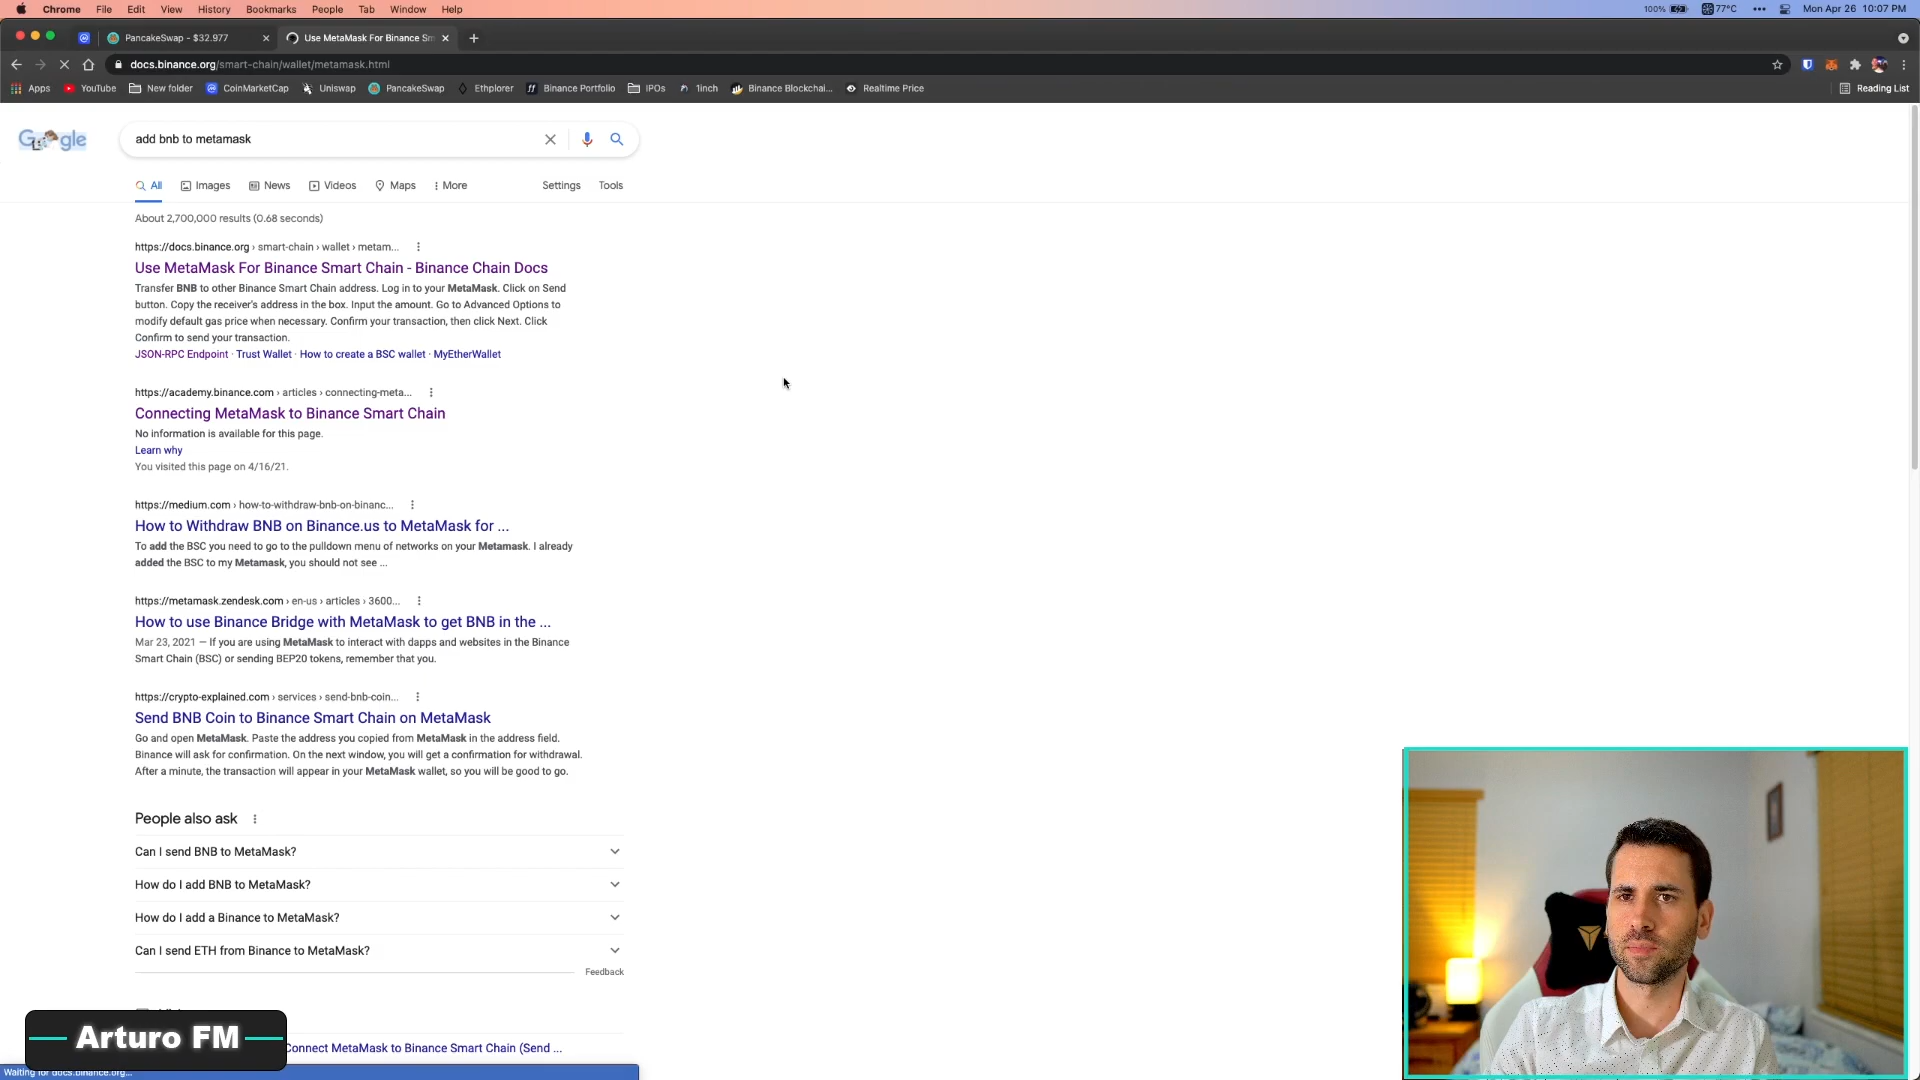 Chrome File Edit View History Bookmarks People Tab Window Help
100% 77°C Mon Apr 26 10:07 PM
PancakeSwap - $32.977 Use MetaMask For Binance Sm
docs.binance.org/smart-chain/wallet/metamask.html
Apps YouTube New folder CoinMarketCap Uniswap PancakeSwap Ethplorer Binance Portfolio IPOs 1inch Binance Blockchai... Realtime Price Reading List
Google add bnb to metamask
All Images News Videos Maps More Settings Tools
About 2,700,000 results (0.68 seconds)
https://docs.binance.org › smart-chain › wallet › metam...
Use MetaMask For Binance Smart Chain - Binance Chain Docs
Transfer BNB to other Binance Smart Chain address. Log in to your MetaMask. Click on Send
button. Copy the receiver's address in the box. Input the amount. Go to Advanced Options to
modify default gas price when necessary. Confirm your transaction, then click Next. Click
Confirm to send your transaction.
JSON-RPC Endpoint · Trust Wallet · How to create a BSC wallet · MyEtherWallet
https://academy.binance.com › articles › connecting-meta...
Connecting MetaMask to Binance Smart Chain
No information is available for this page.
Learn why
You visited this page on 4/16/21.
https://medium.com › how-to-withdraw-bnb-on-binanc...
How to Withdraw BNB on Binance.us to MetaMask for ...
To add the BSC you need to go to the pulldown menu of networks on your Metamask. I already
added the BSC to my Metamask, you should not see ...
https://metamask.zendesk.com › en-us › articles › 3600...
How to use Binance Bridge with MetaMask to get BNB in the ...
Mar 23, 2021 — If you are using MetaMask to interact with dapps and websites in the Binance
Smart Chain (BSC) or sending BEP20 tokens, remember that you.
https://crypto-explained.com › services › send-bnb-coin...
Send BNB Coin to Binance Smart Chain on MetaMask
Go and open MetaMask. Paste the address you copied from MetaMask in the address field.
Binance will ask for confirmation. On the next window, you will get a confirmation for withdrawal.
After a minute, the transaction will appear in your MetaMask wallet, so you will be good to go.
People also ask
Can I send BNB to MetaMask?
How do I add BNB to MetaMask?
How do I add a Binance to MetaMask?
Can I send ETH from Binance to MetaMask?
Feedback
Arturo FM
Connect MetaMask to Binance Smart Chain (Send ...
Waiting for docs.binance.org...